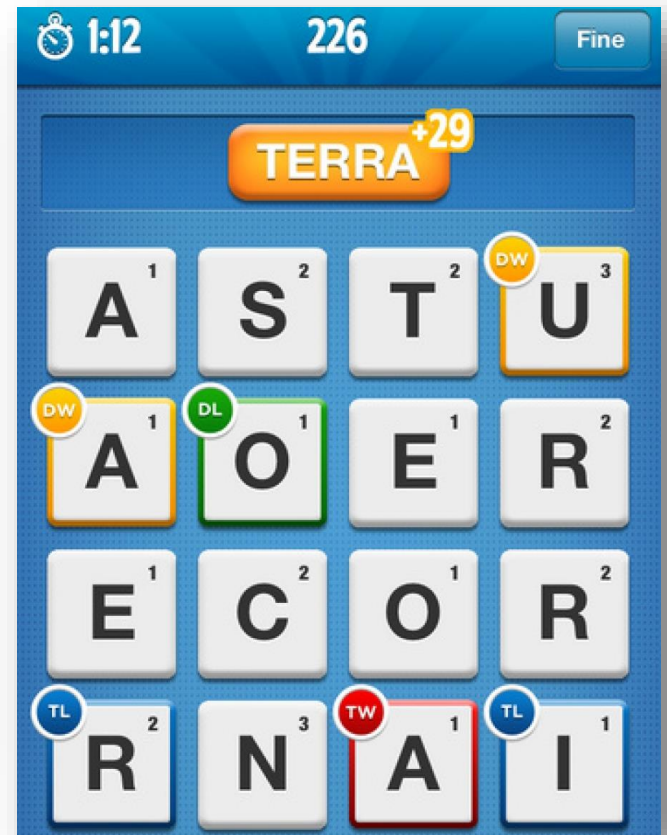 1:12 226 Fine
TERRA +29
A 1 S 2 T 2 DW U 3
DW A 1 DL O 1 E 1 R 2
E 1 C 2 O 1 R 2
TL R 2 N 3 TW A 1 TL I 1